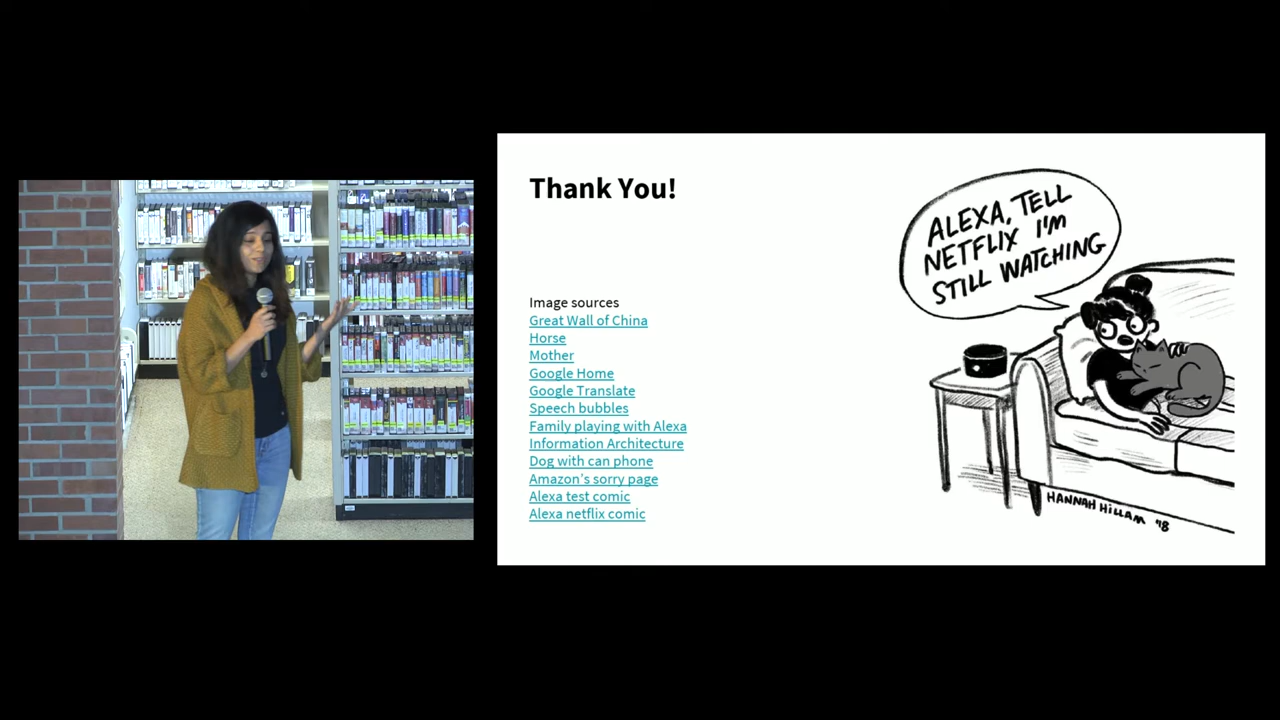 Thank You!
Image sources
Great Wall of China
Horse
Mother
Google Home
Google Translate
Speech bubbles
Family playing with Alexa
Information Architecture
Dog with can phone
Amazon's sorry page
Alexa test comic
Alexa netflix comic
ALEXA, TELL
NETFLIX I'M
STILL WATCHING
HANNAH HILLAM '18